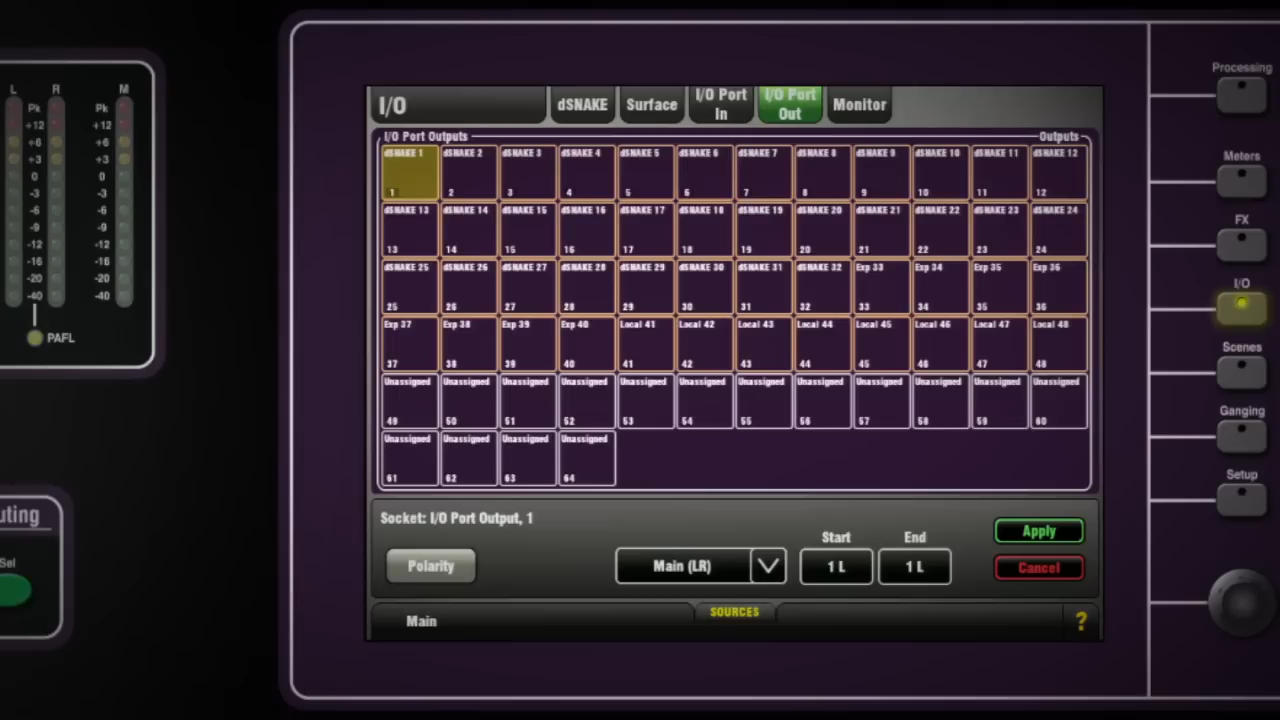 L R M
Pk Pk
+12 +12
+6 +6
+3 +3
0 0
-3 -3
-6 -6
-9 -9
-12 -12
-16 -16
-20 -20
-40 -40
PAFL
uting
Sel
I/O
dSNAKE
Surface
I/O Port
In
I/O Port
Out
Monitor
I/O Port Outputs
Outputs
dSNAKE 1 dSNAKE 2 dSNAKE 3 dSNAKE 4 dSNAKE 5 dSNAKE 6 dSNAKE 7 dSNAKE 8 dSNAKE 9 dSNAKE 10 dSNAKE 11 dSNAKE 12
1 2 3 4 5 6 7 8 9 10 11 12
dSNAKE 13 dSNAKE 14 dSNAKE 15 dSNAKE 16 dSNAKE 17 dSNAKE 18 dSNAKE 19 dSNAKE 20 dSNAKE 21 dSNAKE 22 dSNAKE 23 dSNAKE 24
13 14 15 16 17 18 19 20 21 22 23 24
dSNAKE 25 dSNAKE 26 dSNAKE 27 dSNAKE 28 dSNAKE 29 dSNAKE 30 dSNAKE 31 dSNAKE 32 Exp 33 Exp 34 Exp 35 Exp 36
25 26 27 28 29 30 31 32 33 34 35 36
Exp 37 Exp 38 Exp 39 Exp 40 Local 41 Local 42 Local 43 Local 44 Local 45 Local 46 Local 47 Local 48
37 38 39 40 41 42 43 44 45 46 47 48
Unassigned Unassigned Unassigned Unassigned Unassigned Unassigned Unassigned Unassigned Unassigned Unassigned Unassigned Unassigned
49 50 51 52 53 54 55 56 57 58 59 60
Unassigned Unassigned Unassigned Unassigned
61 62 63 64
Socket: I/O Port Output, 1
Polarity
Main (LR)
Start
1 L
End
1 L
Apply
Cancel
Main
SOURCES
?
Processing
Meters
FX
I/O
Scenes
Ganging
Setup